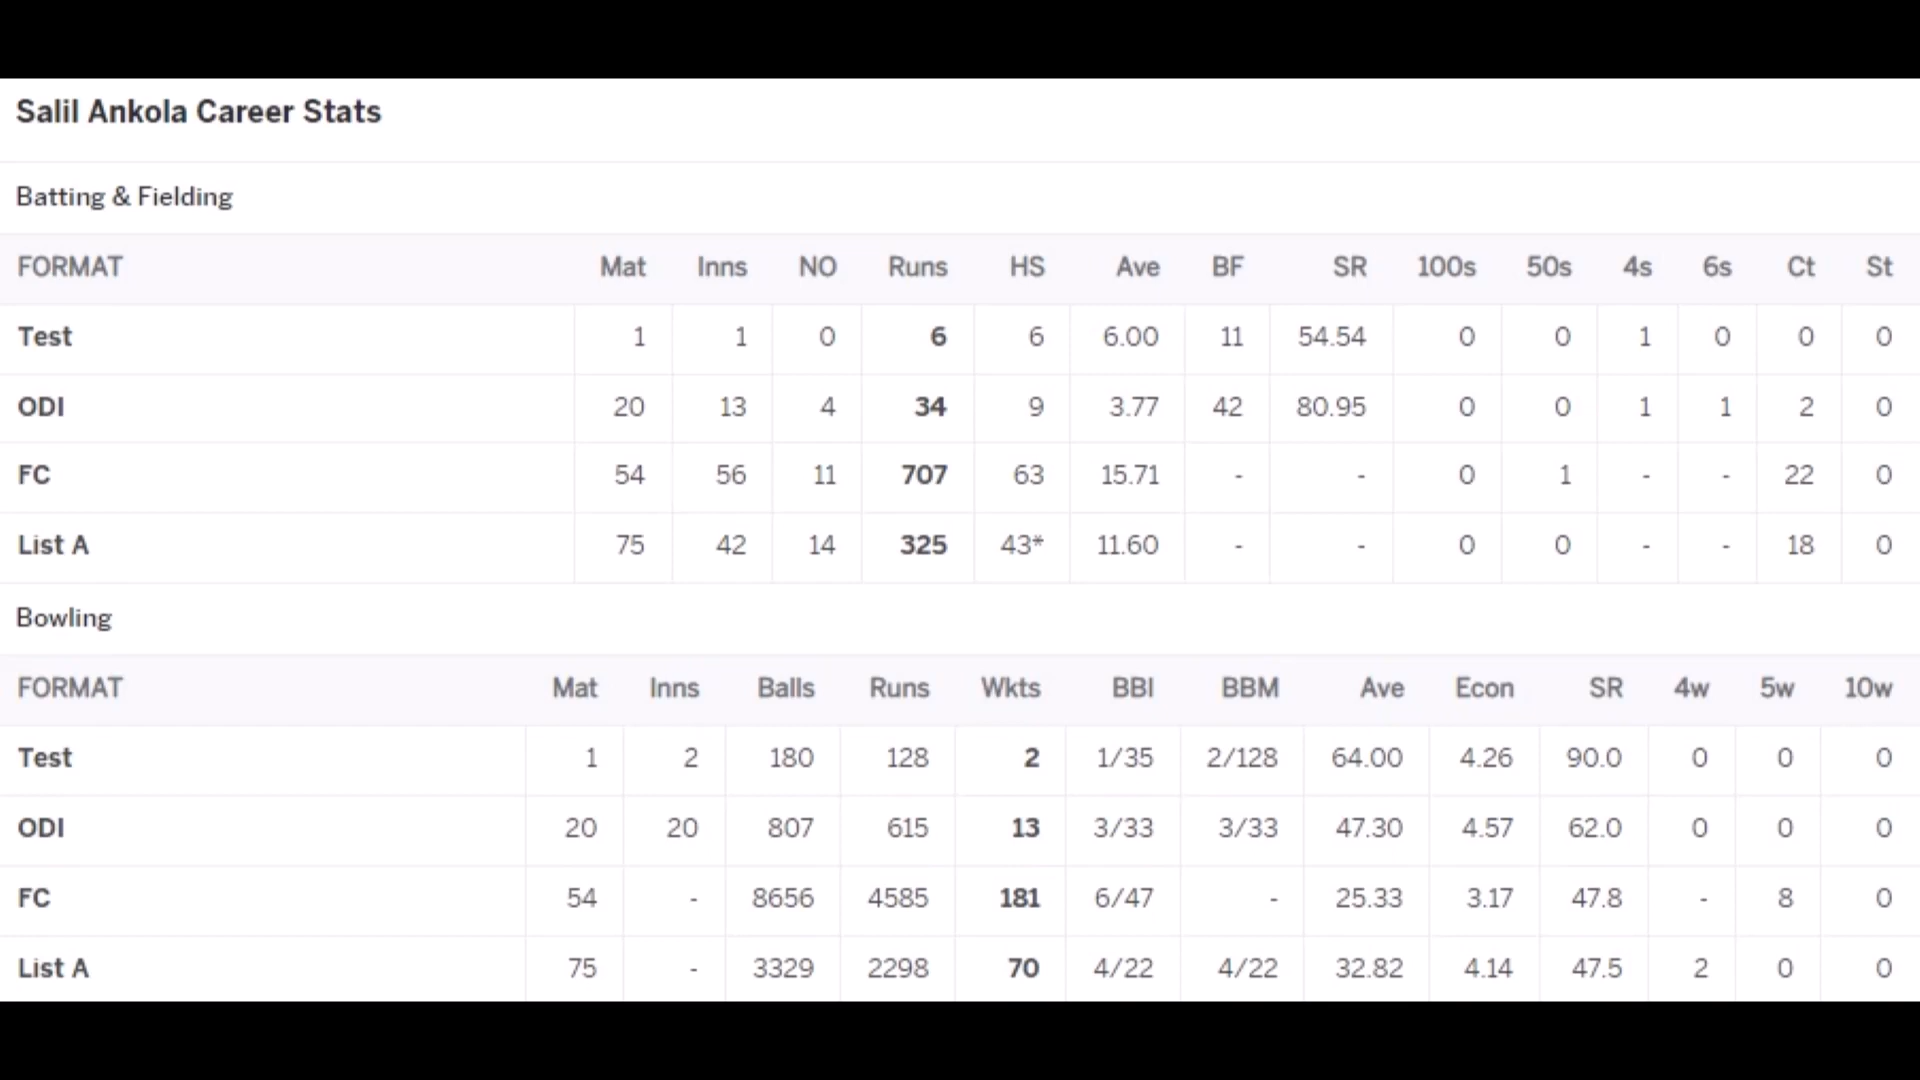 Salil Ankola Career Stats
Batting & Fielding
FORMAT Mat Inns NO Runs HS Ave BF SR 100s 50s 4s 6s Ct St
Test 1 1 0 6 6 6.00 11 54.54 0 0 1 0 0 0
ODI 20 13 4 34 9 3.77 42 80.95 0 0 1 1 2 0
FC 54 56 11 707 63 15.71 - - 0 1 - - 22 0
List A 75 42 14 325 43* 11.60 - - 0 0 - - 18 0
Bowling
FORMAT Mat Inns Balls Runs Wkts BBI BBM Ave Econ SR 4w 5w 10w
Test 1 2 180 128 2 1/35 2/128 64.00 4.26 90.0 0 0 0
ODI 20 20 807 615 13 3/33 3/33 47.30 4.57 62.0 0 0 0
FC 54 - 8656 4585 181 6/47 - 25.33 3.17 47.8 - 8 0
List A 75 - 3329 2298 70 4/22 4/22 32.82 4.14 47.5 2 0 0